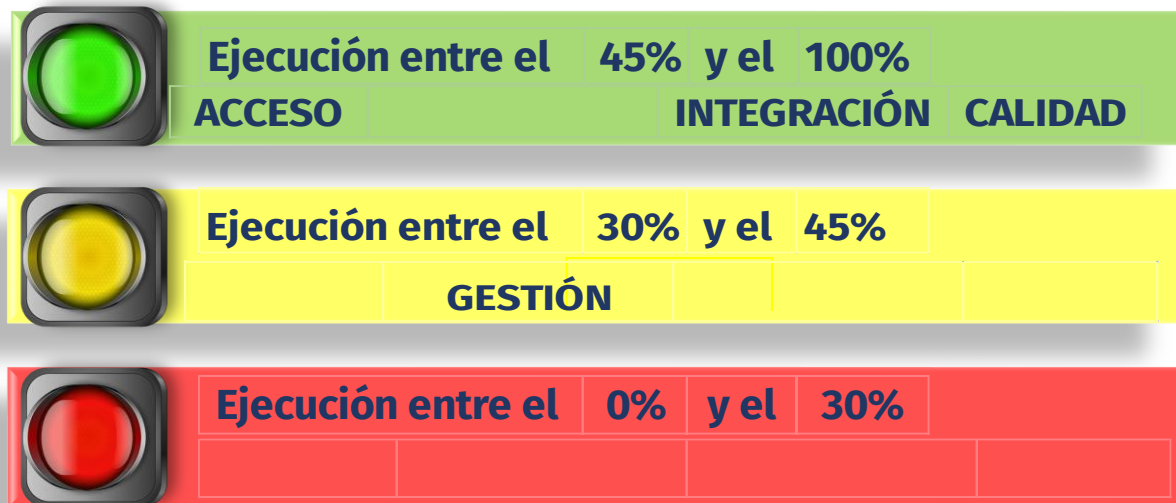 Ejecución entre el 45% y el 100%
ACCESO INTEGRACIÓN CALIDAD
Ejecución entre el 30% y el 45%
GESTIÓN
Ejecución entre el 0% y el 30%